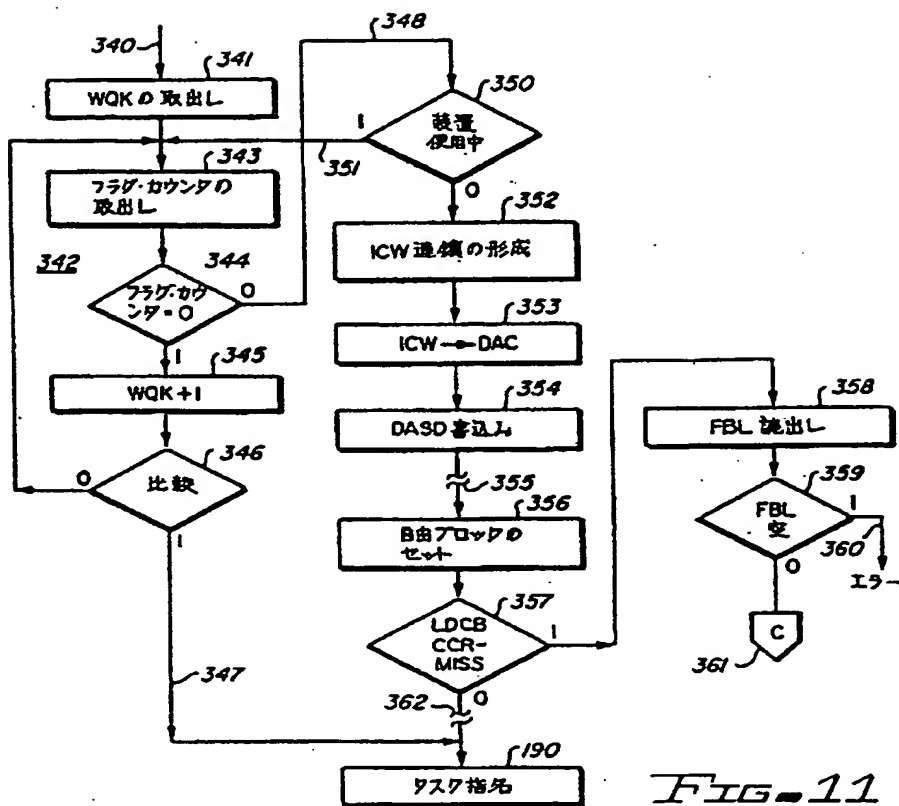 340
341
WQKの取出し
342
343
フラグ・カウンタの
取出し
344
フラグ・カウ
ンタ=0
0
1
345
WQK+1
346
比較
0
1
347
348
350
装置
使用中
1
351
0
352
ICW連鎖の形成
353
ICW→DAC
354
DASD書込み
355
356
自由ブロックの
セット
357
LDCB
CCR-
MISS
1
0
362
358
FBL読出し
359
FBL
空
1
360
エラー
0
C
361
190
タスク指名
FIG. 11